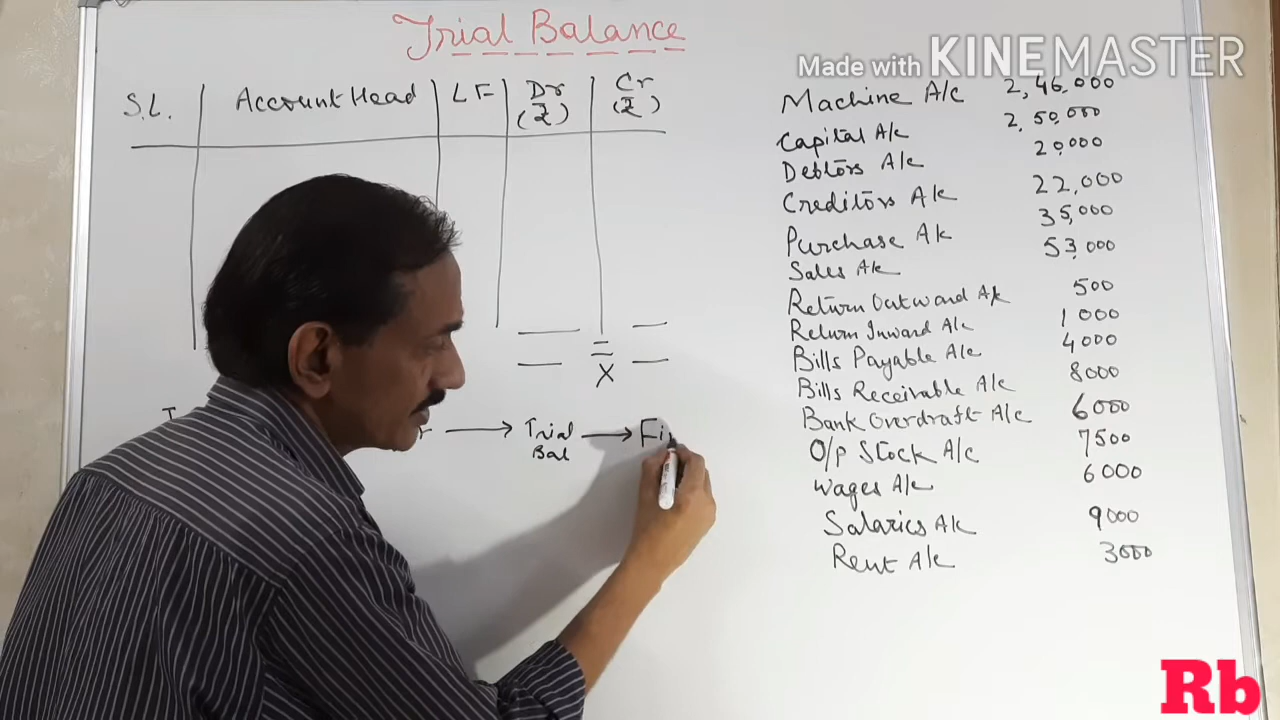 Trial Balance
Made with KINEMASTER
S.L. Account Head LF Dr (₹) Cr (₹)
Machine A/c 2,46,000
Capital A/c 2,50,000
Debtors A/c 20,000
Creditors A/c 22,000
Purchase A/c 35,000
Sales A/c 53,000
Return Outward A/c 500
Return Inward A/c 1000
Bills Payable A/c 4000
Bills Receivable A/c 8000
Bank Overdraft A/c 6000
O/p Stock A/c 7500
Wages A/c 6000
Salaries A/c 9000
Rent A/c 3000
=
X
Trial Bal
Rb